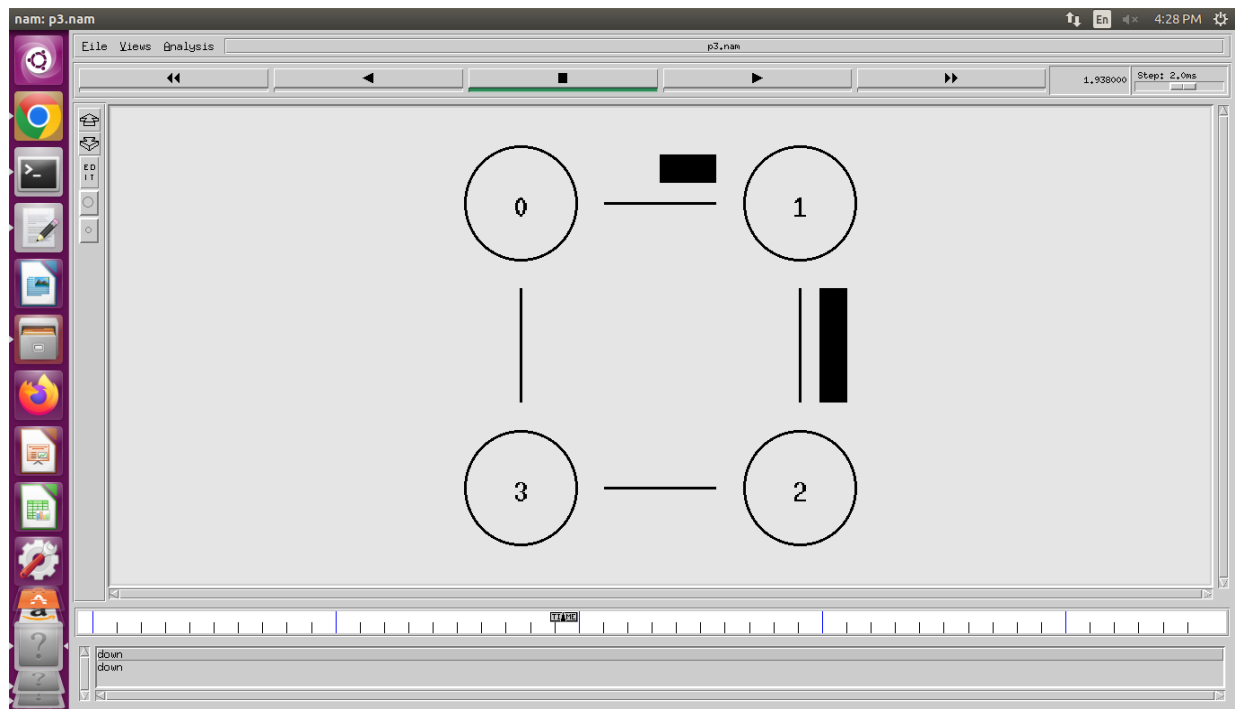 nam: p3.nam
En
4:28 PM
File Views Analysis
p3.nam
1.938000
Step: 2.0ms
ED
IT
0
1
3
2
TIME
down
down